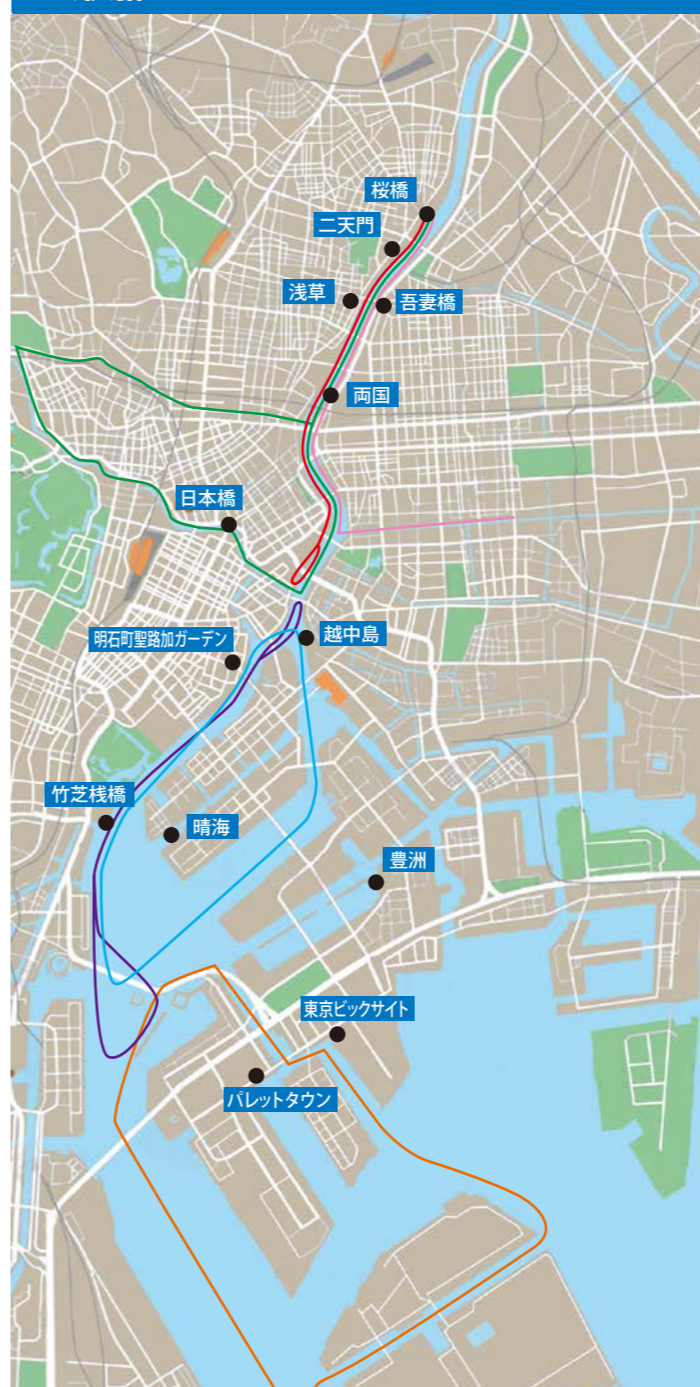 桜橋
二天門
浅草
吾妻橋
両国
日本橋
越中島
明石町聖路加ガーデン
竹芝桟橋
晴海
豊洲
東京ビックサイト
パレットタウン